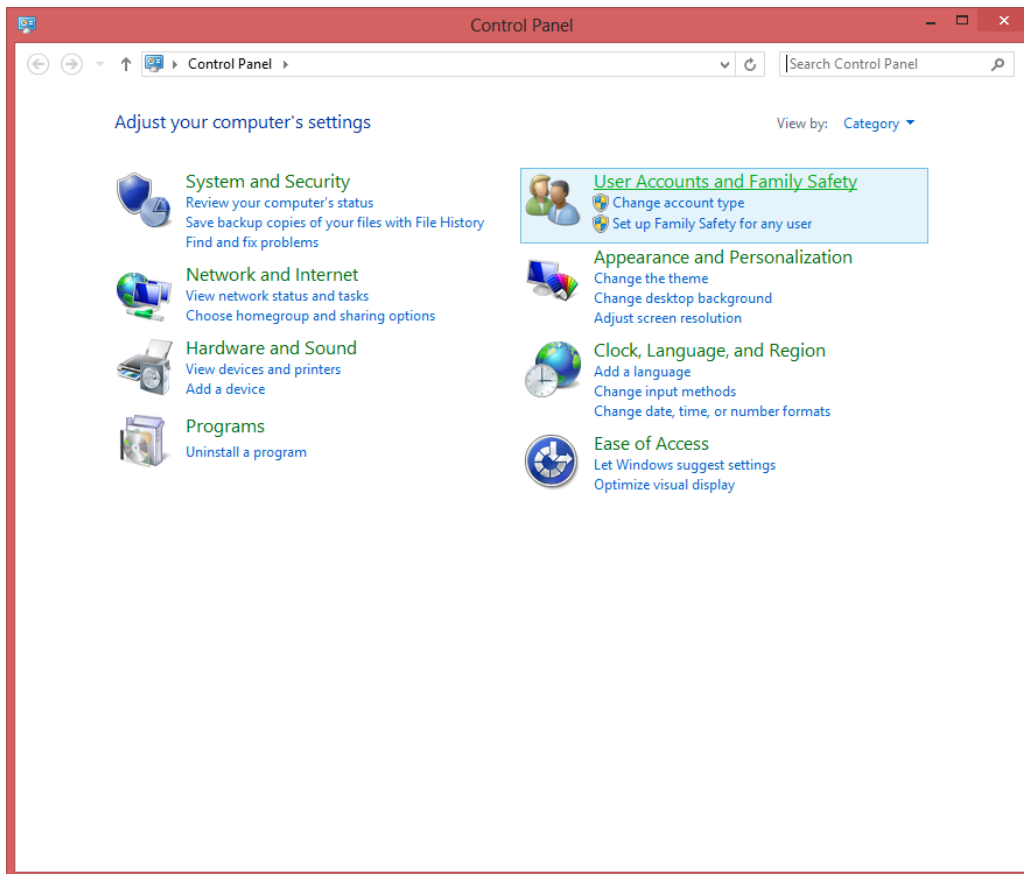 Control Panel
Control Panel
Search Control Panel
Adjust your computer's settings
View by: Category
System and Security
Review your computer's status
Save backup copies of your files with File History
Find and fix problems
Network and Internet
View network status and tasks
Choose homegroup and sharing options
Hardware and Sound
View devices and printers
Add a device
Programs
Uninstall a program
User Accounts and Family Safety
Change account type
Set up Family Safety for any user
Appearance and Personalization
Change the theme
Change desktop background
Adjust screen resolution
Clock, Language, and Region
Add a language
Change input methods
Change date, time, or number formats
Ease of Access
Let Windows suggest settings
Optimize visual display